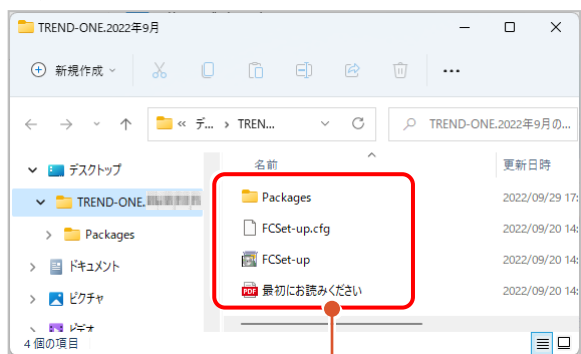 TREND-ONE.2022年9月
新規作成
« デ... › TREN...
TREND-ONE.2022年9月の...
名前
更新日時
デスクトップ
TREND-ONE.
Packages
ドキュメント
ピクチャ
ビデオ
Packages
2022/09/29 17:
FCSet-up.cfg
2022/09/20 14:
FCSet-up
2022/09/20 14:
PDF
最初にお読みください
2022/09/20 14:
4 個の項目